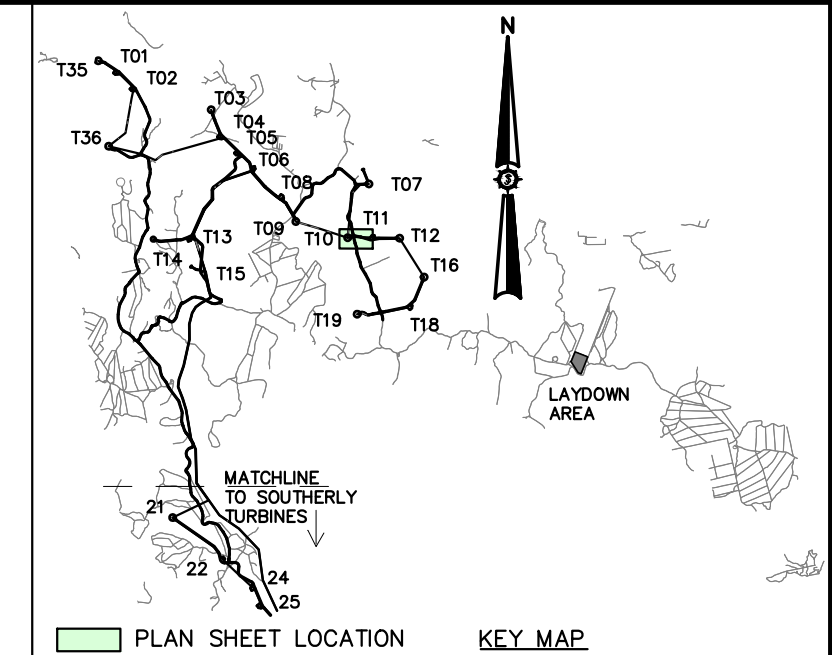 N
T35
T01
T02
T03
T36
T04
T05
T06
T08
T07
T11
T09
T10
T12
T13
T14
T15
T16
T19
T18
LAYDOWN
AREA
MATCHLINE
TO SOUTHERLY
TURBINES
21
22
24
25
PLAN SHEET LOCATION
KEY MAP